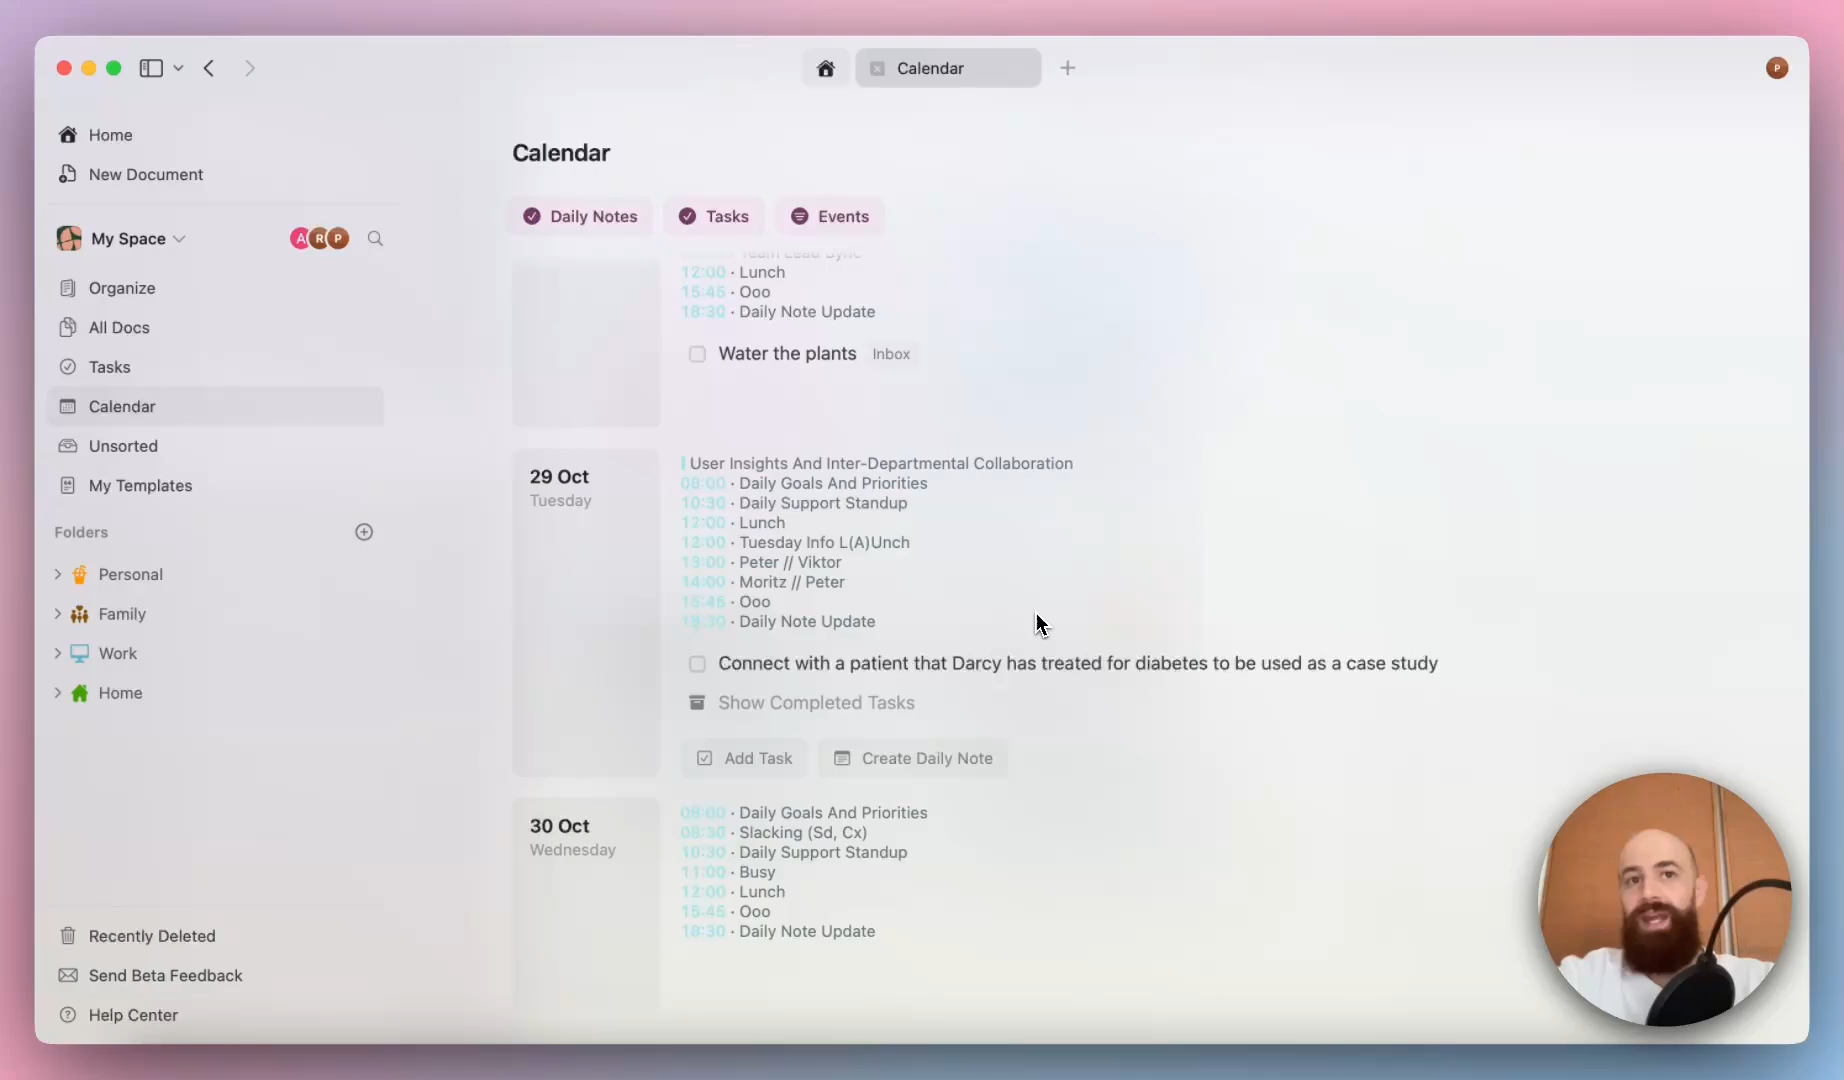 Calendar
P
Home
New Document
My Space
A R P
Organize
All Docs
Tasks
Calendar
Unsorted
My Templates
Folders
Personal
Family
Work
Home
Recently Deleted
Send Beta Feedback
Help Center
Calendar
Daily Notes
Tasks
Events
Team Lead Sync
12:00 · Lunch
15:45 · Ooo
18:30 · Daily Note Update
Water the plants Inbox
29 Oct
Tuesday
User Insights And Inter-Departmental Collaboration
08:00 · Daily Goals And Priorities
10:30 · Daily Support Standup
12:00 · Lunch
12:00 · Tuesday Info L(A)Unch
13:00 · Peter // Viktor
14:00 · Moritz // Peter
15:45 · Ooo
18:30 · Daily Note Update
Connect with a patient that Darcy has treated for diabetes to be used as a case study
Show Completed Tasks
Add Task
Create Daily Note
30 Oct
Wednesday
08:00 · Daily Goals And Priorities
08:30 · Slacking (Sd, Cx)
10:30 · Daily Support Standup
11:00 · Busy
12:00 · Lunch
15:45 · Ooo
18:30 · Daily Note Update